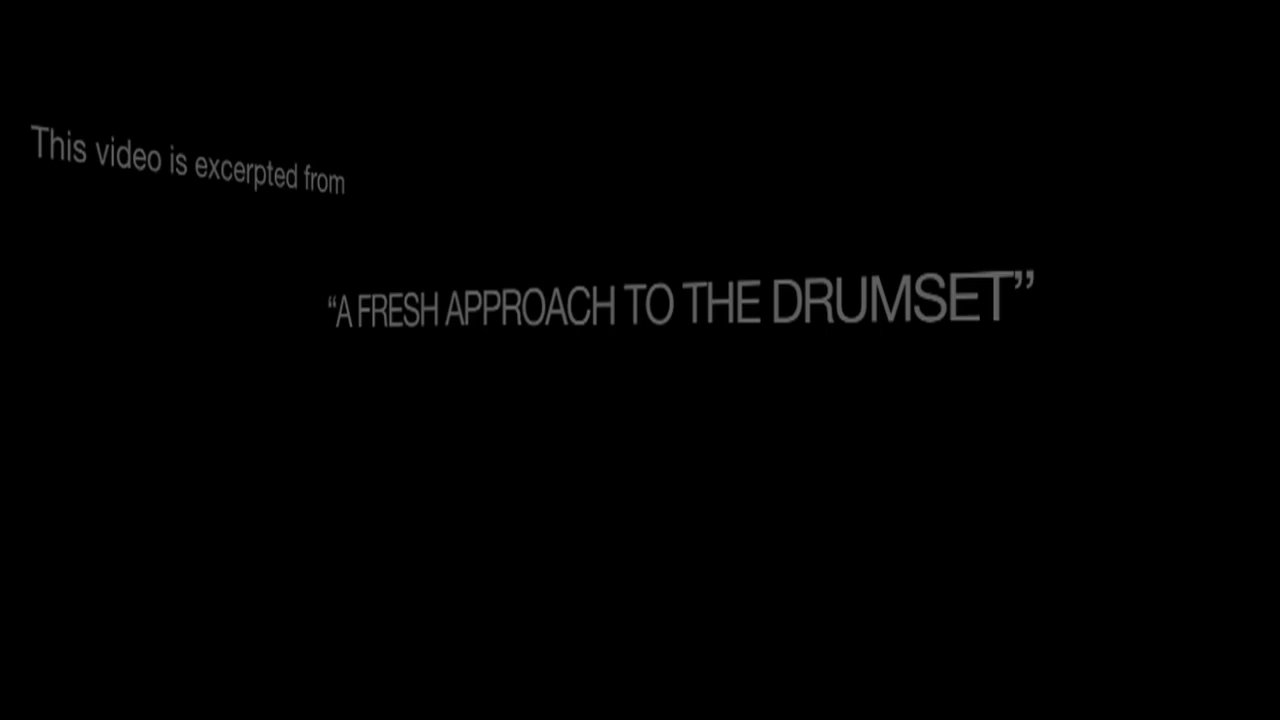 This video is excerpted from
“A FRESH APPROACH TO THE DRUMSET”